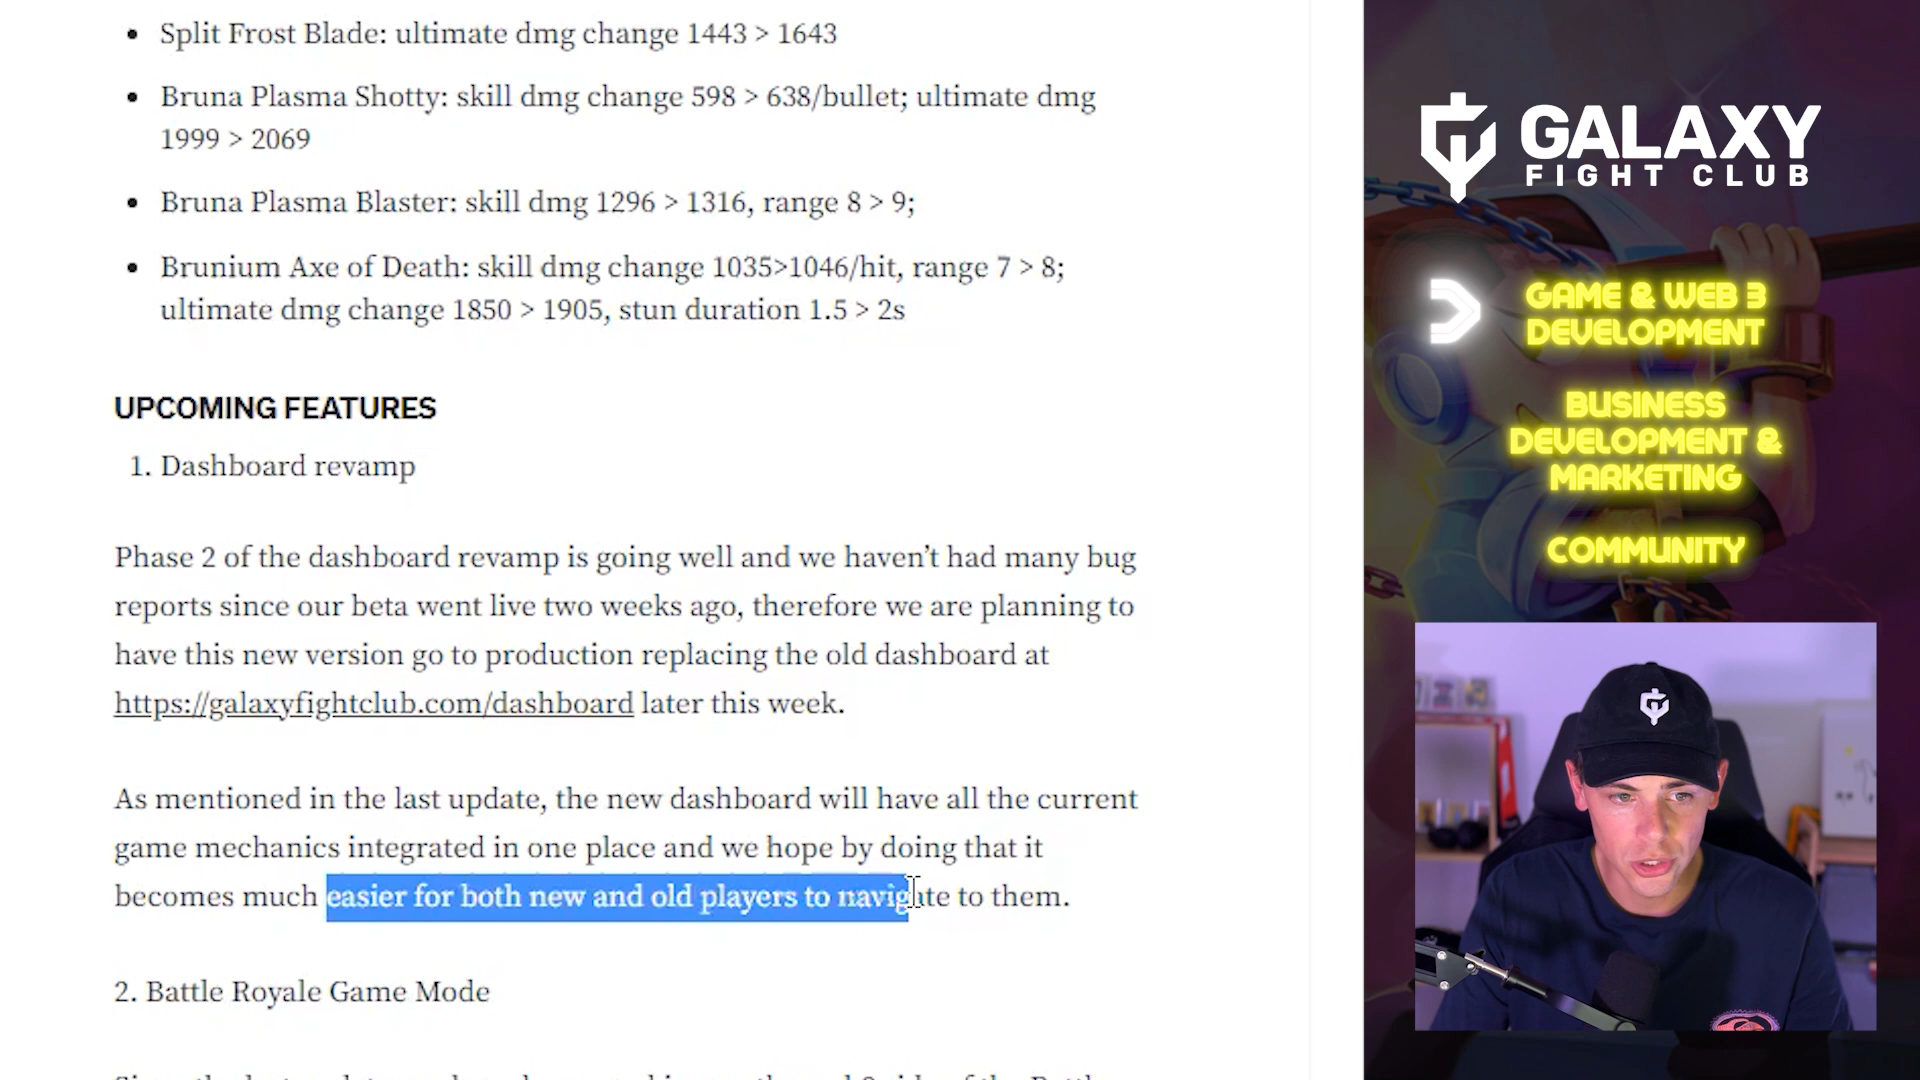 Split Frost Blade: ultimate dmg change 1443 > 1643
Bruna Plasma Shotty: skill dmg change 598 > 638/bullet; ultimate dmg
1999 > 2069
Bruna Plasma Blaster: skill dmg 1296 > 1316, range 8 > 9;
Brunium Axe of Death: skill dmg change 1035>1046/hit, range 7 > 8;
ultimate dmg change 1850 > 1905, stun duration 1.5 > 2s
UPCOMING FEATURES
1. Dashboard revamp
Phase 2 of the dashboard revamp is going well and we haven’t had many bug
reports since our beta went live two weeks ago, therefore we are planning to
have this new version go to production replacing the old dashboard at
https://galaxyfightclub.com/dashboard later this week.
As mentioned in the last update, the new dashboard will have all the current
game mechanics integrated in one place and we hope by doing that it
becomes much easier for both new and old players to navigate to them.
2. Battle Royale Game Mode
GALAXY
FIGHT CLUB
GAME & WEB 3
DEVELOPMENT
BUSINESS
DEVELOPMENT &
MARKETING
COMMUNITY